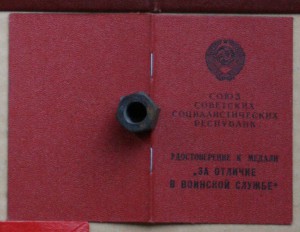 СОЮЗ
СОВЕТСКИХ
СОЦИАЛИСТИЧЕСКИХ
РЕСПУБЛИК
УДОСТОВЕРЕНИЕ К МЕДАЛИ
„ЗА ОТЛИЧИЕ
В ВОИНСКОЙ СЛУЖБЕ“